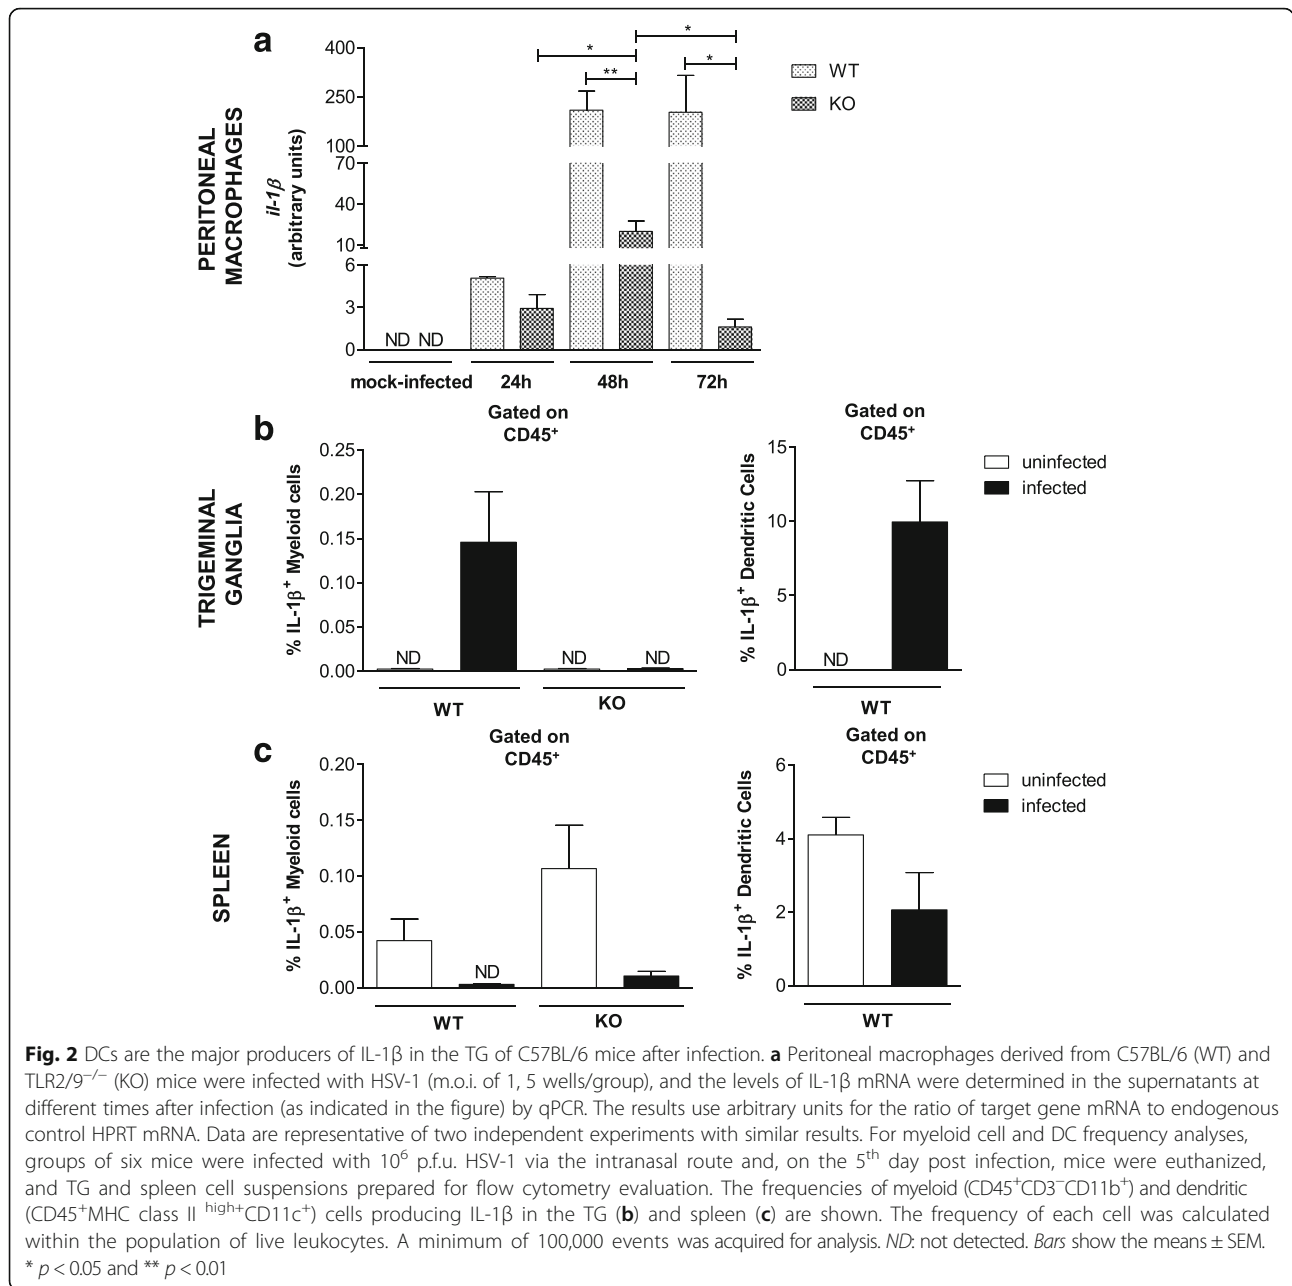 a
PERITONEAL
MACROPHAGES
il-1β
(arbitrary units)
400
250
100
70
40
10
6
3
0
*
*
**
*
WT
KO
ND ND
mock-infected 24h 48h 72h
b
TRIGEMINAL
GANGLIA
Gated on
CD45+
% IL-1β+ Myeloid cells
0.25
0.20
0.15
0.10
0.05
0.00
ND ND ND
WT KO
Gated on
CD45+
% IL-1β+ Dendritic Cells
15
10
5
0
ND
WT
uninfected
infected
c
SPLEEN
Gated on
CD45+
% IL-1β+ Myeloid cells
0.20
0.15
0.10
0.05
0.00
ND
WT KO
Gated on
CD45+
% IL-1β+ Dendritic Cells
6
4
2
0
WT
uninfected
infected
Fig. 2 DCs are the major producers of IL-1β in the TG of C57BL/6 mice after infection. a Peritoneal macrophages derived from C57BL/6 (WT) and
TLR2/9−/− (KO) mice were infected with HSV-1 (m.o.i. of 1, 5 wells/group), and the levels of IL-1β mRNA were determined in the supernatants at
different times after infection (as indicated in the figure) by qPCR. The results use arbitrary units for the ratio of target gene mRNA to endogenous
control HPRT mRNA. Data are representative of two independent experiments with similar results. For myeloid cell and DC frequency analyses,
groups of six mice were infected with 10⁶ p.f.u. HSV-1 via the intranasal route and, on the 5th day post infection, mice were euthanized,
and TG and spleen cell suspensions prepared for flow cytometry evaluation. The frequencies of myeloid (CD45+CD3−CD11b+) and dendritic
(CD45+MHC class II high+CD11c+) cells producing IL-1β in the TG (b) and spleen (c) are shown. The frequency of each cell was calculated
within the population of live leukocytes. A minimum of 100,000 events was acquired for analysis. ND: not detected. Bars show the means ± SEM.
* p < 0.05 and ** p < 0.01